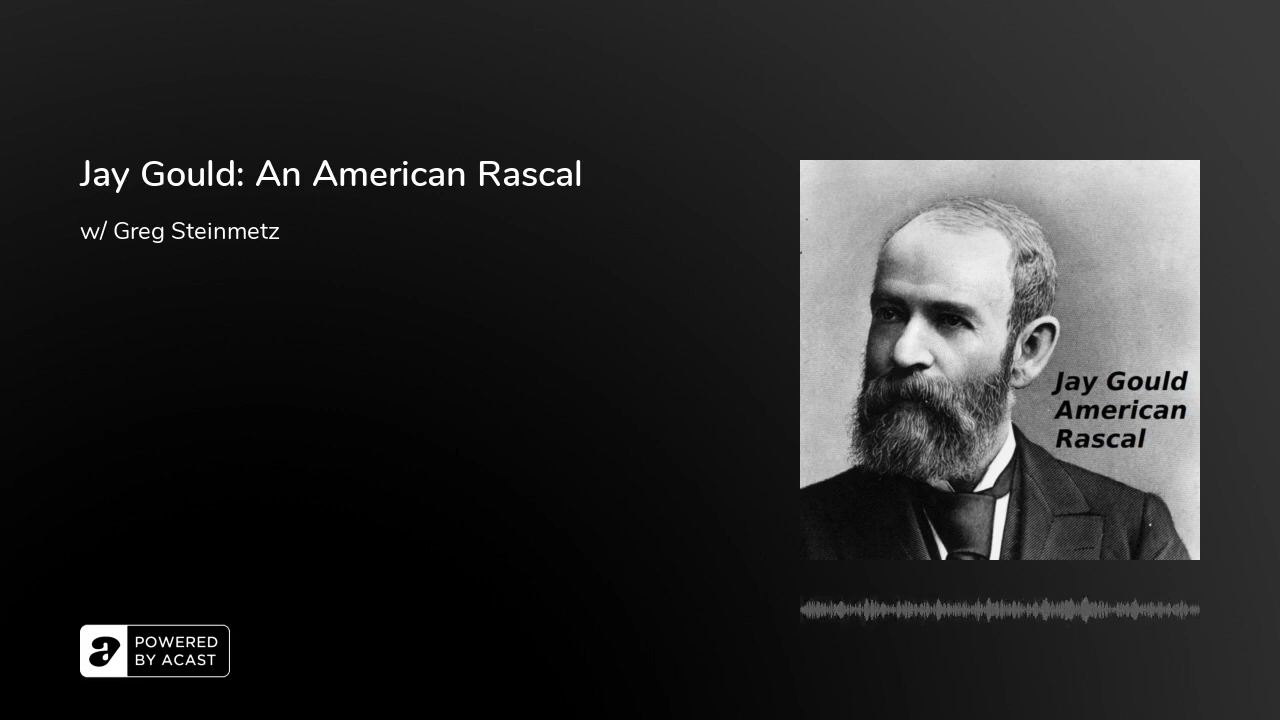 Jay Gould: An American Rascal
w/ Greg Steinmetz
Jay Gould
American
Rascal
POWERED
BY ACAST